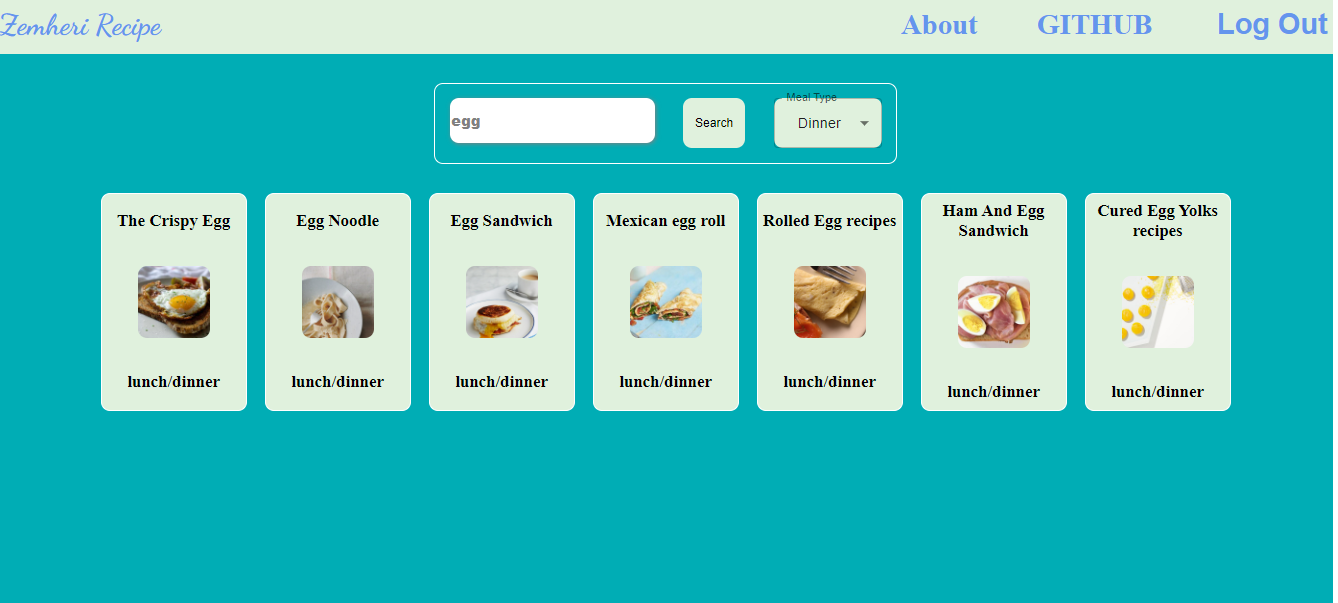 Zemheri Recipe
About
GITHUB
Log Out
egg
Search
Meal Type
Dinner
The Crispy Egg
Egg Noodle
Egg Sandwich
Mexican egg roll
Rolled Egg recipes
Ham And Egg
Sandwich
Cured Egg Yolks
recipes
lunch/dinner
lunch/dinner
lunch/dinner
lunch/dinner
lunch/dinner
lunch/dinner
lunch/dinner